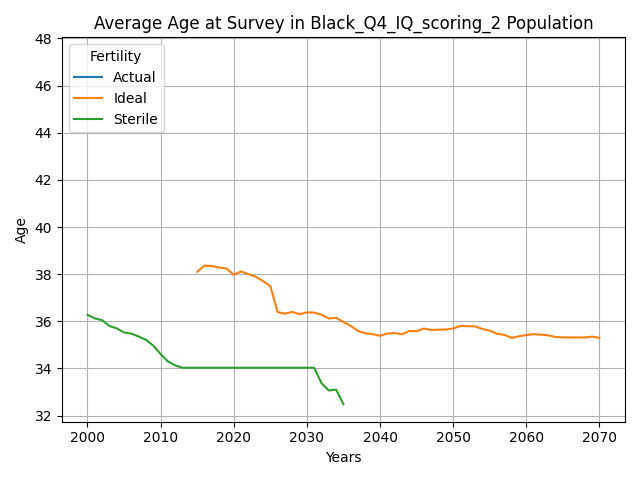 Average Age at Survey in Black_Q4_IQ_scoring_2 Population
Fertility
Actual
Ideal
Sterile
Age
48
46
44
42
40
38
36
34
32
2000 2010 2020 2030 2040 2050 2060 2070
Years